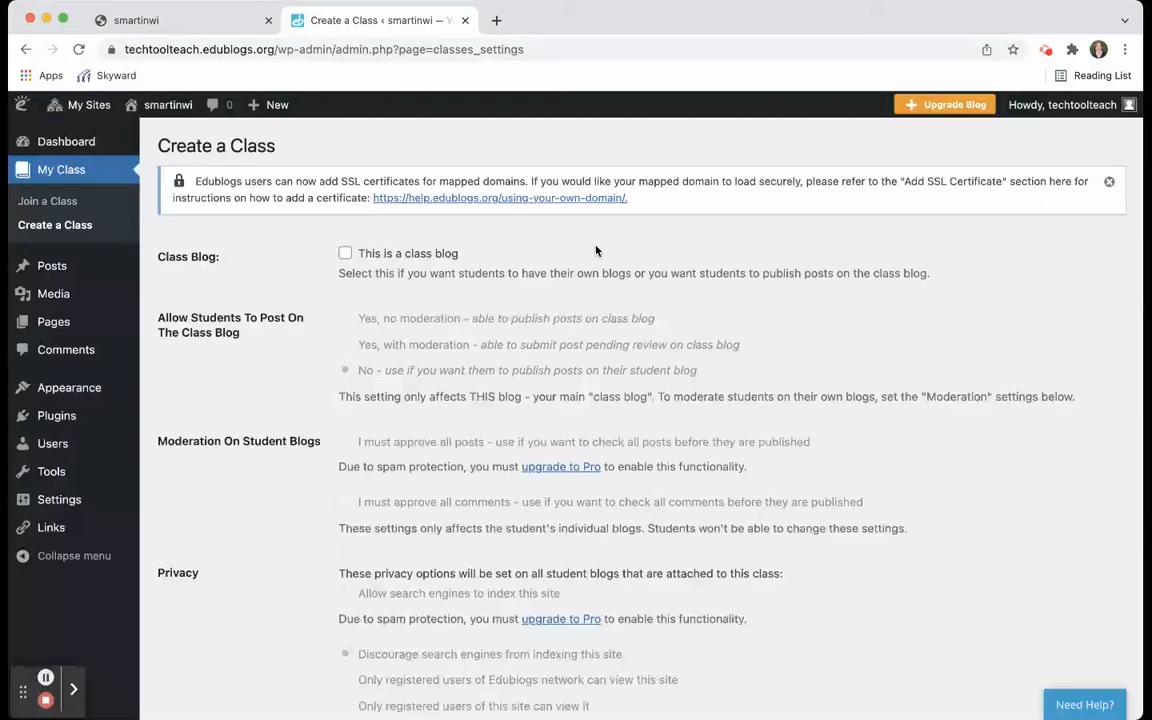 smartinwi
Create a Class ‹ smartinwi — 
techtoolteach.edublogs.org/wp-admin/admin.php?page=classes_settings
Apps Skyward Reading List
My Sites smartinwi 0 + New + Upgrade Blog Howdy, techtoolteach
Dashboard
My Class
Join a Class
Create a Class
Posts
Media
Pages
Comments
Appearance
Plugins
Users
Tools
Settings
Links
Collapse menu
Create a Class
Edublogs users can now add SSL certificates for mapped domains. If you would like your mapped domain to load securely, please refer to the "Add SSL Certificate" section here for
instructions on how to add a certificate: https://help.edublogs.org/using-your-own-domain/.
Class Blog:
This is a class blog
Select this if you want students to have their own blogs or you want students to publish posts on the class blog.
Allow Students To Post On
The Class Blog
Yes, no moderation – able to publish posts on class blog
Yes, with moderation - able to submit post pending review on class blog
No - use if you want them to publish posts on their student blog
This setting only affects THIS blog - your main "class blog". To moderate students on their own blogs, set the "Moderation" settings below.
Moderation On Student Blogs
I must approve all posts - use if you want to check all posts before they are published
Due to spam protection, you must upgrade to Pro to enable this functionality.
I must approve all comments - use if you want to check all comments before they are published
These settings only affects the student's individual blogs. Students won't be able to change these settings.
Privacy
These privacy options will be set on all student blogs that are attached to this class:
Allow search engines to index this site
Due to spam protection, you must upgrade to Pro to enable this functionality.
Discourage search engines from indexing this site
Only registered users of Edublogs network can view this site
Only registered users of this site can view it
Need Help?